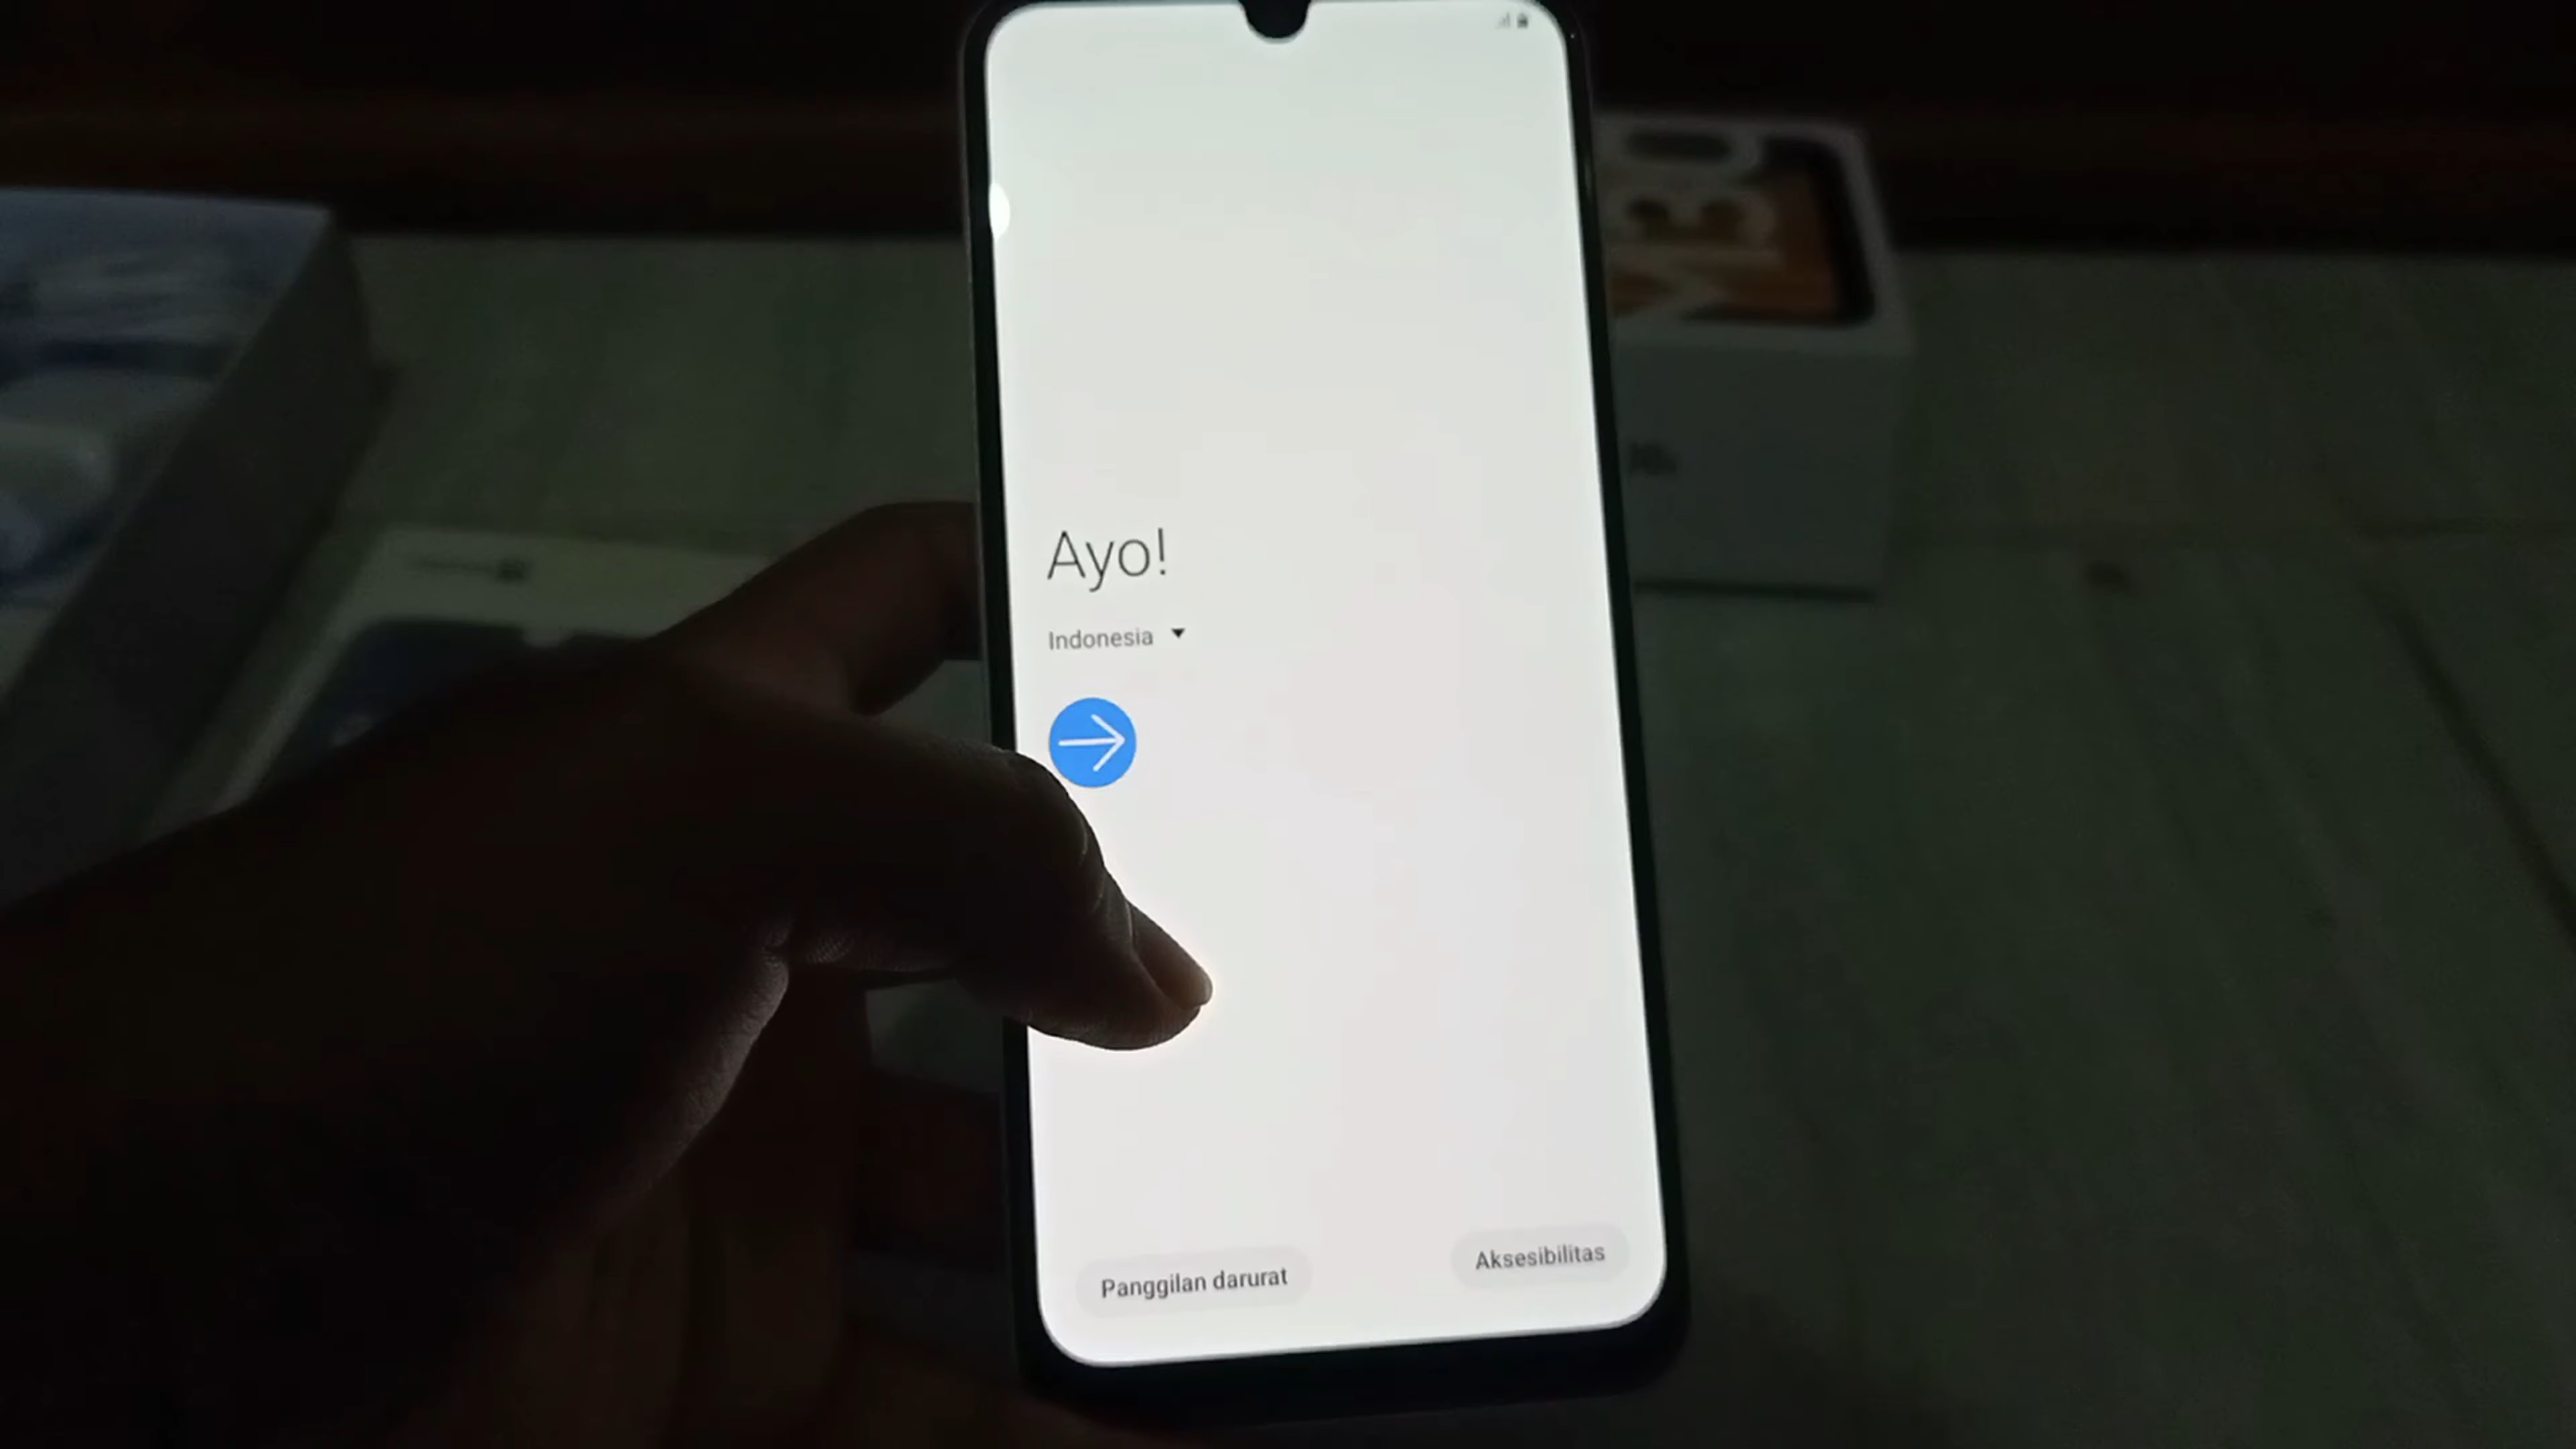 Ayo!
Indonesia
Panggilan darurat
Aksesibilitas